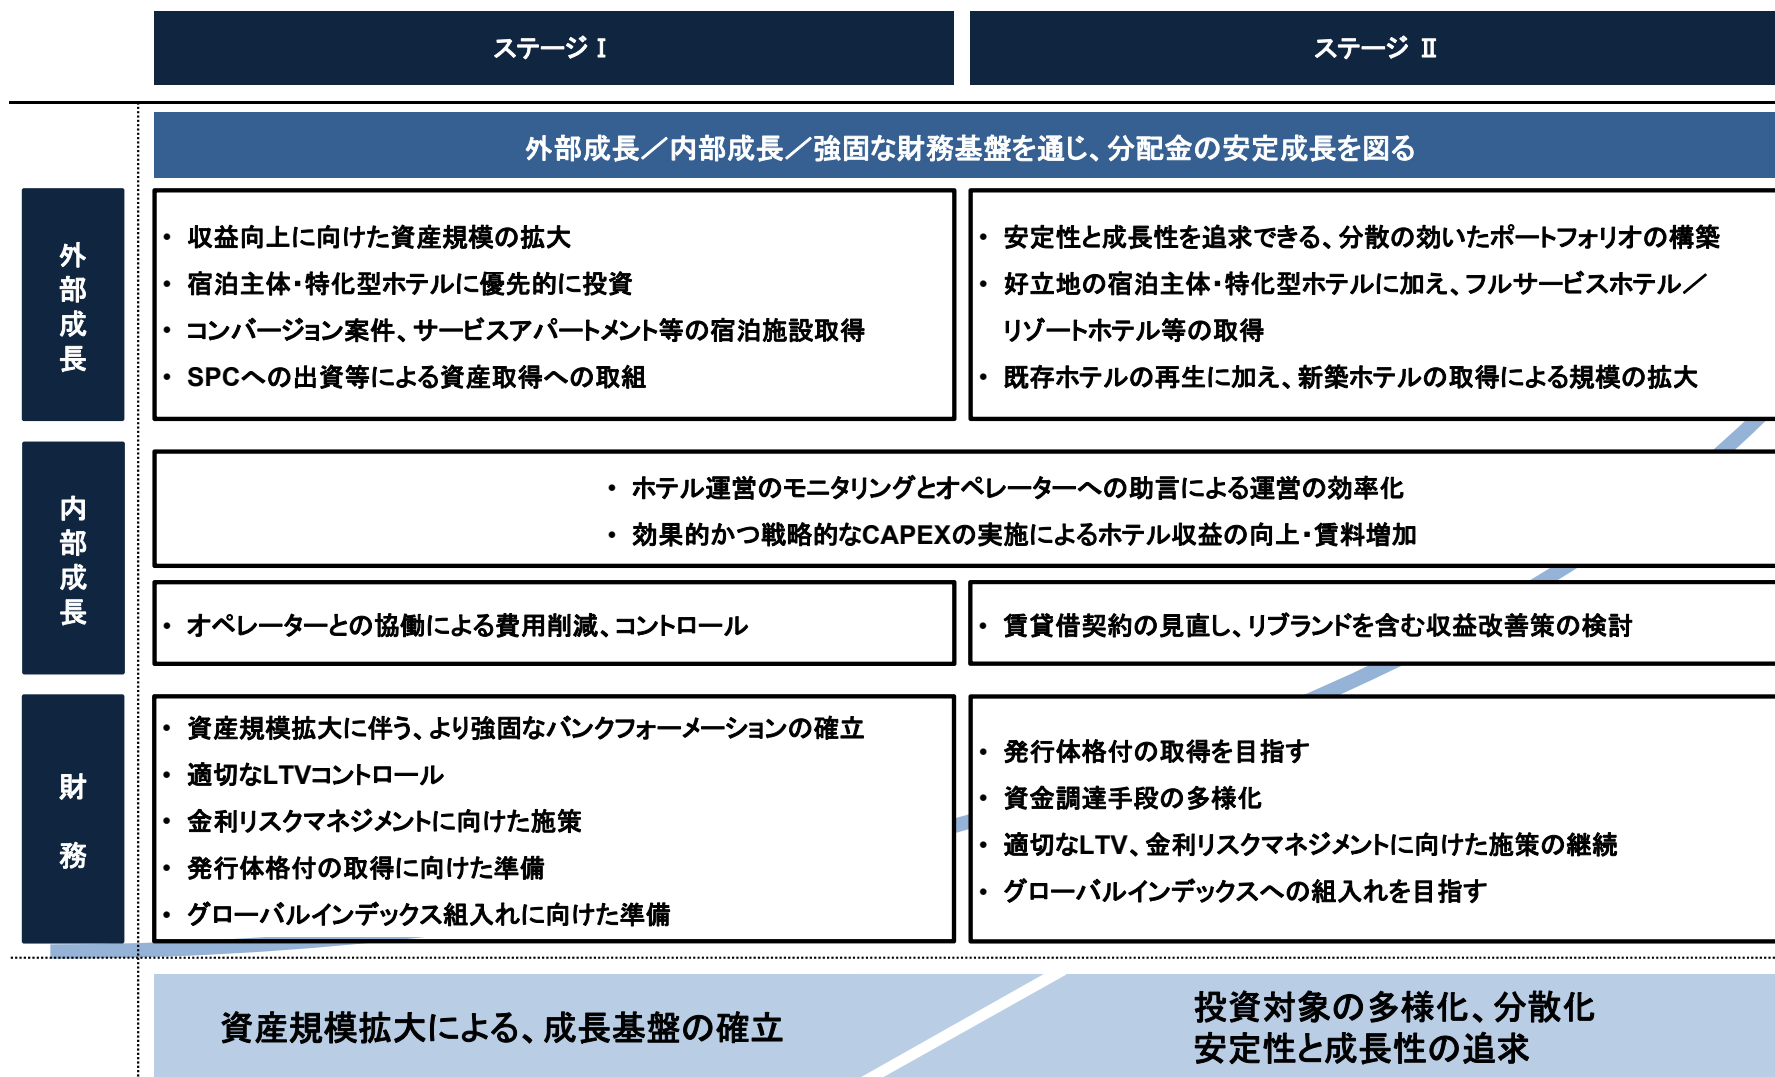 ステージ I
ステージ II
外部成長／内部成長／強固な財務基盤を通じ、分配金の安定成長を図る
外部成長
・ 収益向上に向けた資産規模の拡大
・ 宿泊主体・特化型ホテルに優先的に投資
・ コンバージョン案件、サービスアパートメント等の宿泊施設取得
・ SPCへの出資等による資産取得への取組
・ 安定性と成長性を追求できる、分散の効いたポートフォリオの構築
・ 好立地の宿泊主体・特化型ホテルに加え、フルサービスホテル／
リゾートホテル等の取得
・ 既存ホテルの再生に加え、新築ホテルの取得による規模の拡大
内部成長
・ ホテル運営のモニタリングとオペレーターへの助言による運営の効率化
・ 効果的かつ戦略的なCAPEXの実施によるホテル収益の向上・賃料増加
・ オペレーターとの協働による費用削減、コントロール
・ 賃貸借契約の見直し、リブランドを含む収益改善策の検討
財務
・ 資産規模拡大に伴う、より強固なバンクフォーメーションの確立
・ 適切なLTVコントロール
・ 金利リスクマネジメントに向けた施策
・ 発行体格付の取得に向けた準備
・ グローバルインデックス組入れに向けた準備
・ 発行体格付の取得を目指す
・ 資金調達手段の多様化
・ 適切なLTV、金利リスクマネジメントに向けた施策の継続
・ グローバルインデックスへの組入れを目指す
資産規模拡大による、成長基盤の確立
投資対象の多様化、分散化
安定性と成長性の追求